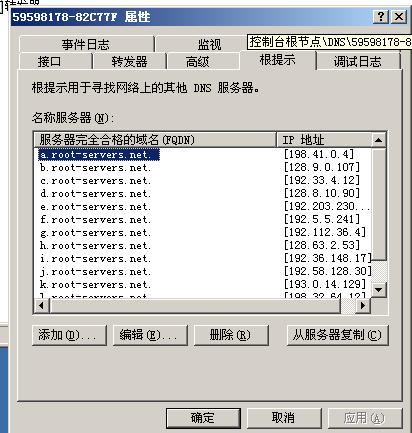 59598178-82C77F 属性
事件日志 监视
控制台根节点\DNS\59598178-8
接口 转发器 高级 根提示 调试日志
根提示用于寻找网络上的其他 DNS 服务器。
名称服务器(N):
服务器完全合格的域名(FQDN) IP 地址
a.root-servers.net. [198.41.0.4]
b.root-servers.net. [128.9.0.107]
c.root-servers.net. [192.33.4.12]
d.root-servers.net. [128.8.10.90]
e.root-servers.net. [192.203.230...
f.root-servers.net. [192.5.5.241]
g.root-servers.net. [192.112.36.4]
h.root-servers.net. [128.63.2.53]
i.root-servers.net. [192.36.148.17]
j.root-servers.net. [192.58.128.30]
k.root-servers.net. [193.0.14.129]
l.root-servers.net. [198.32.64.12]
添加(D)... 编辑(E)... 删除(R) 从服务器复制(C)
确定 取消 应用(A)